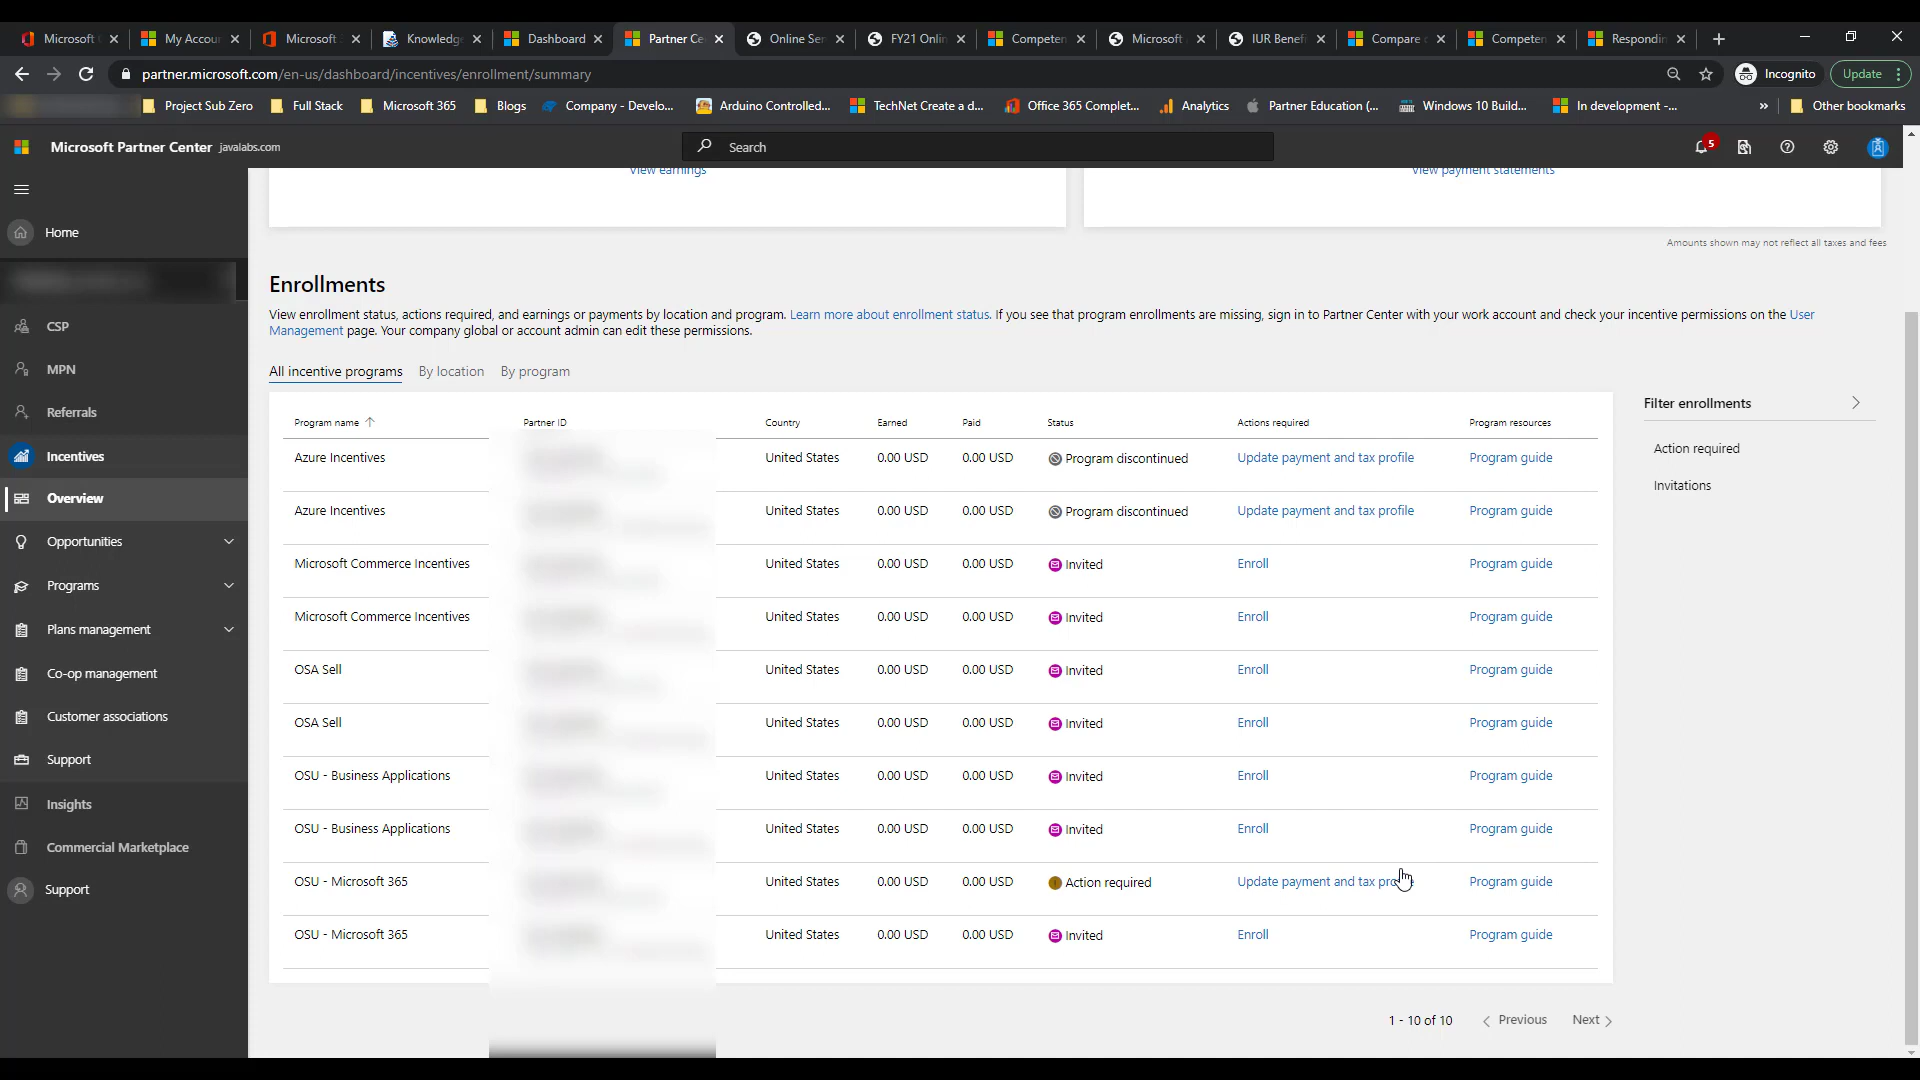 Microsoft
My Accou
Microsoft
Knowledge
Dashboard
Partner Ce
Online Ser
FY21 Onlin
Competen
Microsoft
IUR Benef
Compare
Competen
Respondin
partner.microsoft.com/en-us/dashboard/incentives/enrollment/summary
Incognito
Update
Project Sub Zero
Full Stack
Microsoft 365
Blogs
Company - Develo...
Arduino Controlled...
TechNet Create a d...
Office 365 Complet...
Analytics
Partner Education (...
Windows 10 Build...
In development -...
»
Other bookmarks
Microsoft Partner Center javalabs.com
Search
5
View earnings
View payment statements
Amounts shown may not reflect all taxes and fees
Home
CSP
MPN
Referrals
Incentives
Overview
Opportunities
Programs
Plans management
Co-op management
Customer associations
Support
Insights
Commercial Marketplace
Support
Enrollments
View enrollment status, actions required, and earnings or payments by location and program. Learn more about enrollment status. If you see that program enrollments are missing, sign in to Partner Center with your work account and check your incentive permissions on the User
Management page. Your company global or account admin can edit these permissions.
All incentive programs By location By program
Program name Partner ID Country Earned Paid Status Actions required Program resources
Azure Incentives United States 0.00 USD 0.00 USD Program discontinued Update payment and tax profile Program guide
Azure Incentives United States 0.00 USD 0.00 USD Program discontinued Update payment and tax profile Program guide
Microsoft Commerce Incentives United States 0.00 USD 0.00 USD Invited Enroll Program guide
Microsoft Commerce Incentives United States 0.00 USD 0.00 USD Invited Enroll Program guide
OSA Sell United States 0.00 USD 0.00 USD Invited Enroll Program guide
OSA Sell United States 0.00 USD 0.00 USD Invited Enroll Program guide
OSU - Business Applications United States 0.00 USD 0.00 USD Invited Enroll Program guide
OSU - Business Applications United States 0.00 USD 0.00 USD Invited Enroll Program guide
OSU - Microsoft 365 United States 0.00 USD 0.00 USD Action required Update payment and tax profile Program guide
OSU - Microsoft 365 United States 0.00 USD 0.00 USD Invited Enroll Program guide
1 - 10 of 10 Previous Next
Filter enrollments
Action required
Invitations